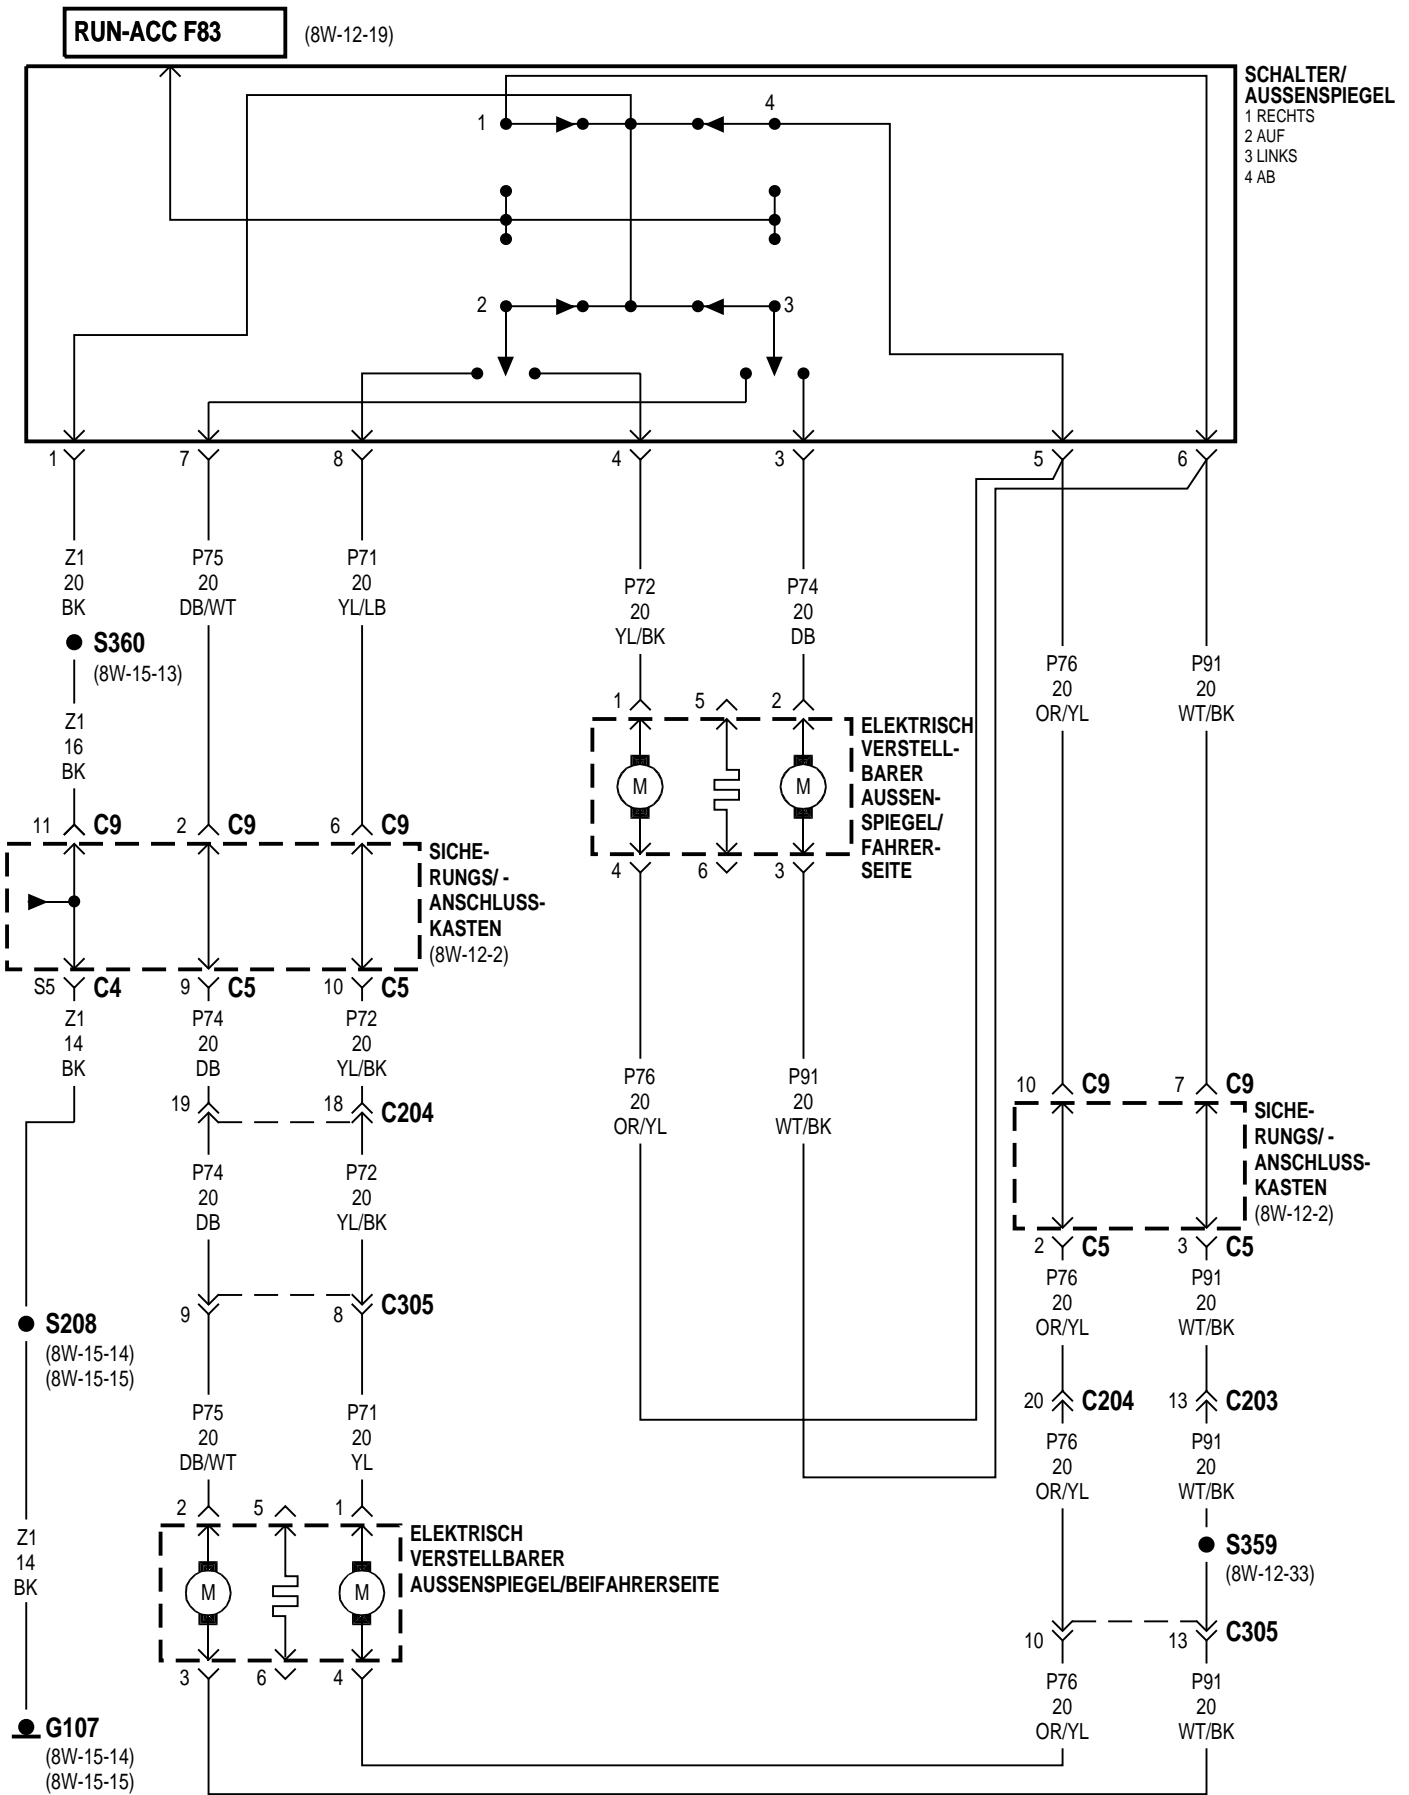 RUN-ACC F83
(8W-12-19)
SCHALTER/
AUSSENSPIEGEL
1 RECHTS
2 AUF
3 LINKS
4 AB
1
4
2
3
1
7
8
4
3
5
6
Z1
20
BK
P75
20
DB/WT
P71
20
YL/LB
P72
20
YL/BK
P74
20
DB
P76
20
OR/YL
P91
20
WT/BK
S360
(8W-15-13)
Z1
16
BK
1
5
2
M
M
ELEKTRISCH
VERSTELL-
BARER
AUSSEN-
SPIEGEL/
FAHRER-
SEITE
4
6
3
11 C9
2 C9
6 C9
SICHE-
RUNGS/ -
ANSCHLUSS-
KASTEN
(8W-12-2)
S5 C4
9 C5
10 C5
Z1
14
BK
P74
20
DB
P72
20
YL/BK
P76
20
OR/YL
P91
20
WT/BK
10 C9
7 C9
SICHE-
RUNGS/ -
ANSCHLUSS-
KASTEN
(8W-12-2)
2 C5
3 C5
19
18 C204
P74
20
DB
P72
20
YL/BK
P76
20
OR/YL
P91
20
WT/BK
9
8
C305
S208
(8W-15-14)
(8W-15-15)
20 C204
13 C203
P75
20
DB/WT
P71
20
YL
P76
20
OR/YL
P91
20
WT/BK
2
5
1
M
M
ELEKTRISCH
VERSTELLBARER
AUSSENSPIEGEL/BEIFAHRERSEITE
3
6
4
S359
(8W-12-33)
Z1
14
BK
10
13
C305
P76
20
OR/YL
P91
20
WT/BK
G107
(8W-15-14)
(8W-15-15)